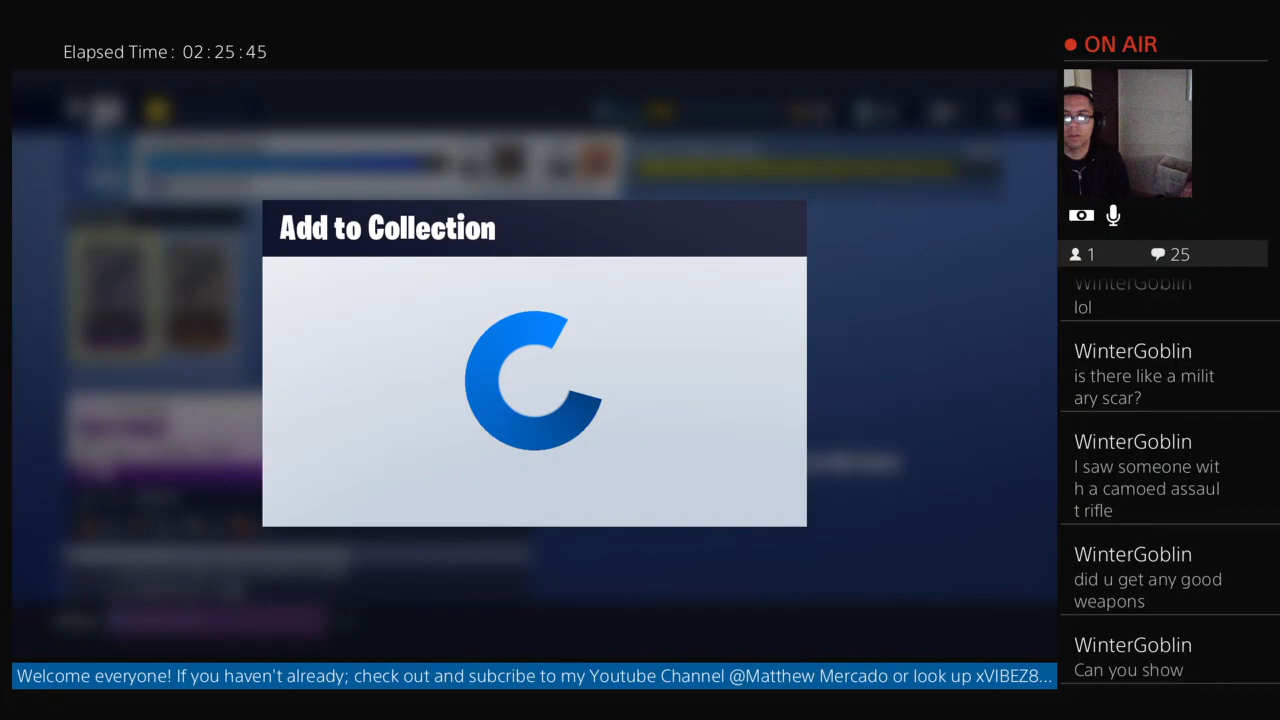 Elapsed Time: 02:25:45
ON AIR
Add to Collection
1 25
WinterGoblin
lol
WinterGoblin
is there like a milit
ary scar?
WinterGoblin
I saw someone wit
h a camoed assaul
t rifle
WinterGoblin
did u get any good
weapons
WinterGoblin
Can you show
Welcome everyone! If you haven't already; check out and subcribe to my Youtube Channel @Matthew Mercado or look up xVIBEZ8...